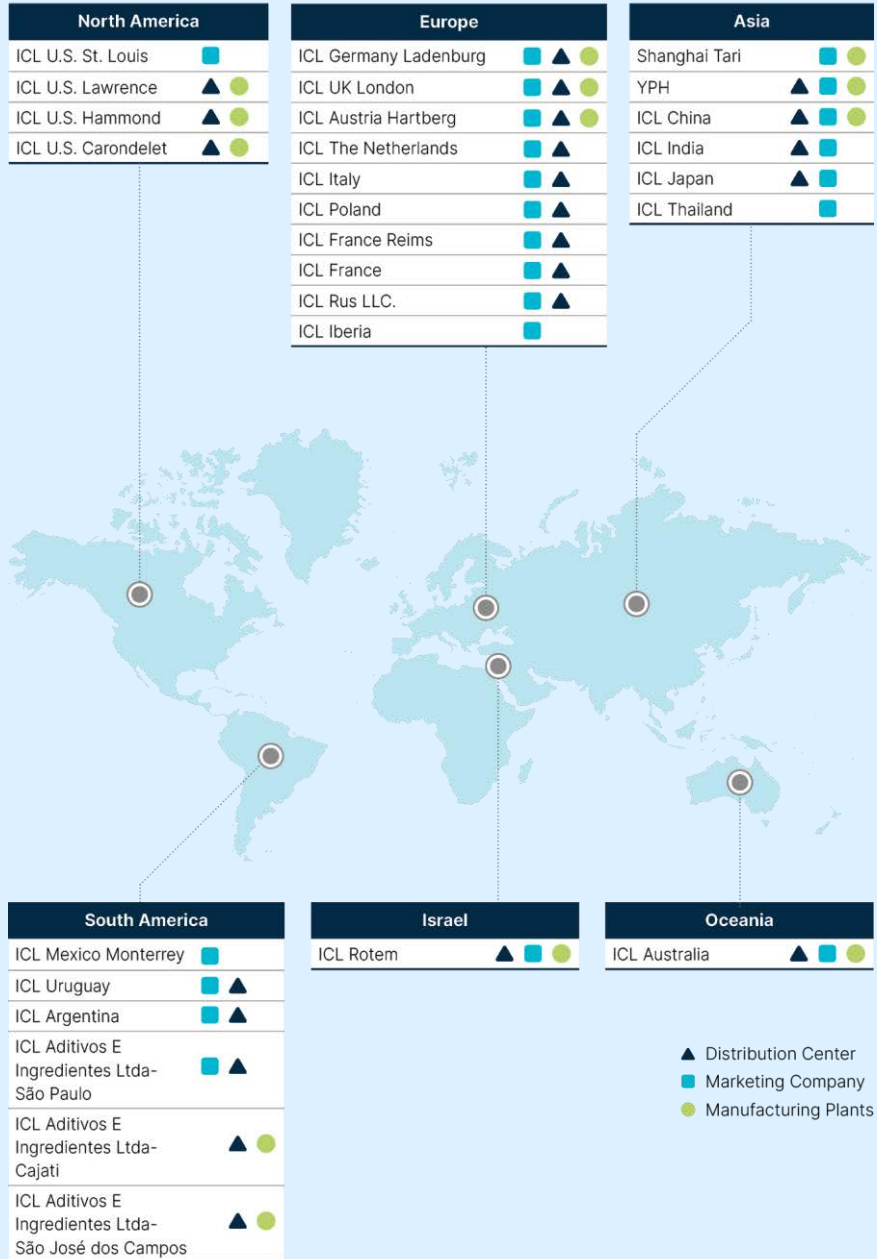 North America
ICL U.S. St. Louis
ICL U.S. Lawrence
ICL U.S. Hammond
ICL U.S. Carondelet
Europe
ICL Germany Ladenburg
ICL UK London
ICL Austria Hartberg
ICL The Netherlands
ICL Italy
ICL Poland
ICL France Reims
ICL France
ICL Rus LLC.
ICL Iberia
Asia
Shanghai Tari
YPH
ICL China
ICL India
ICL Japan
ICL Thailand
South America
ICL Mexico Monterrey
ICL Uruguay
ICL Argentina
ICL Aditivos E
Ingredientes Ltda-
São Paulo
ICL Aditivos E
Ingredientes Ltda-
Cajati
ICL Aditivos E
Ingredientes Ltda-
São José dos Campos
Israel
ICL Rotem
Oceania
ICL Australia
Distribution Center
Marketing Company
Manufacturing Plants